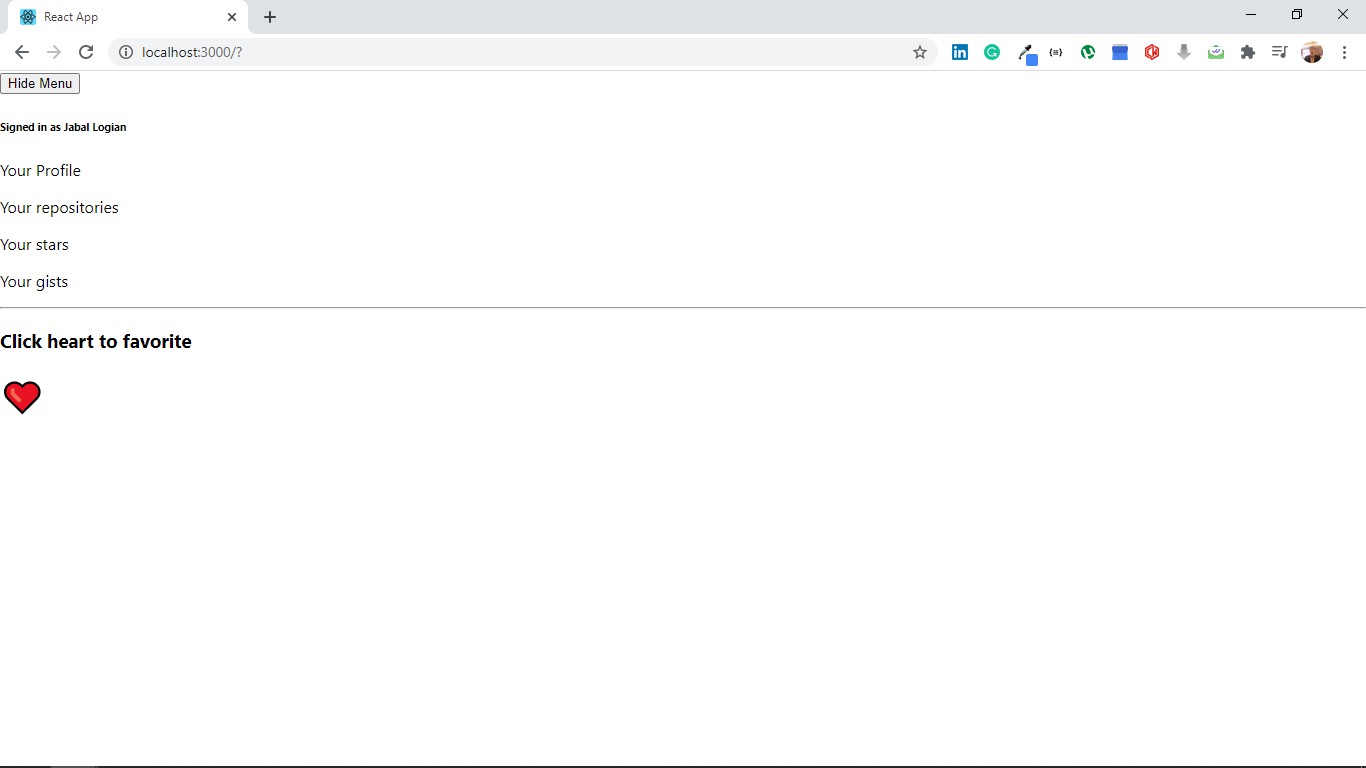 React App
localhost:3000/?
Hide Menu
Signed in as Jabal Logian
Your Profile
Your repositories
Your stars
Your gists
Click heart to favorite